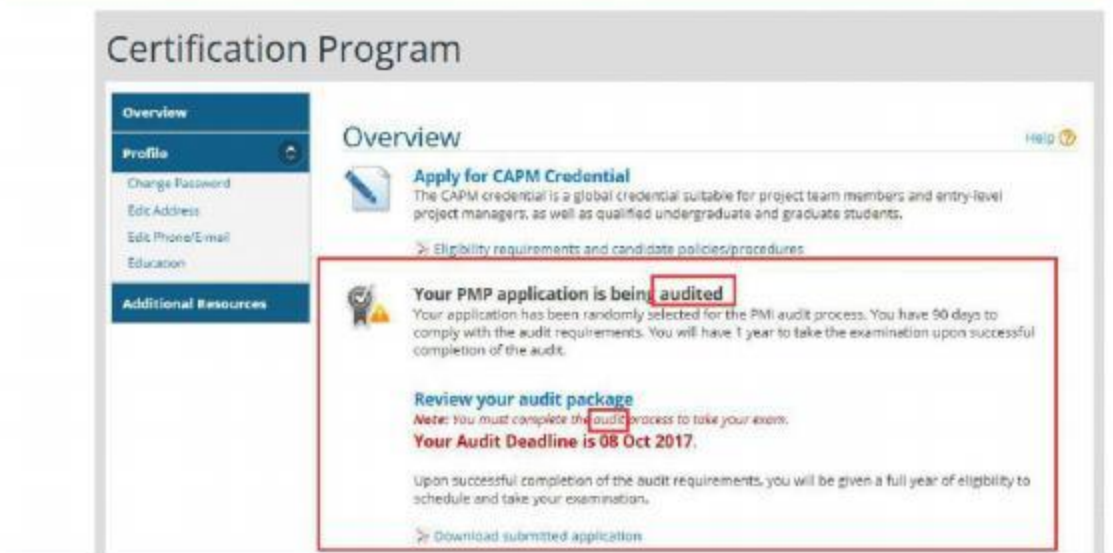 Certification Program
Overview
Profile
Change Password
Edit Address
Edit Phone/E-mail
Education
Additional Resources
Overview
Help
Apply for CAPM Credential
The CAPM credential is a global credential suitable for project team members and entry-level
project managers, as well as qualified undergraduate and graduate students.
Eligibility requirements and candidate policies/procedures
Your PMP application is being audited
Your application has been randomly selected for the PMI audit process. You have 90 days to
comply with the audit requirements. You will have 1 year to take the examination upon successful
completion of the audit.
Review your audit package
Note: You must complete the audit process to take your exam.
Your Audit Deadline is 08 Oct 2017.
Upon successful completion of the audit requirements, you will be given a full year of eligibility to
schedule and take your examination.
Download submitted application